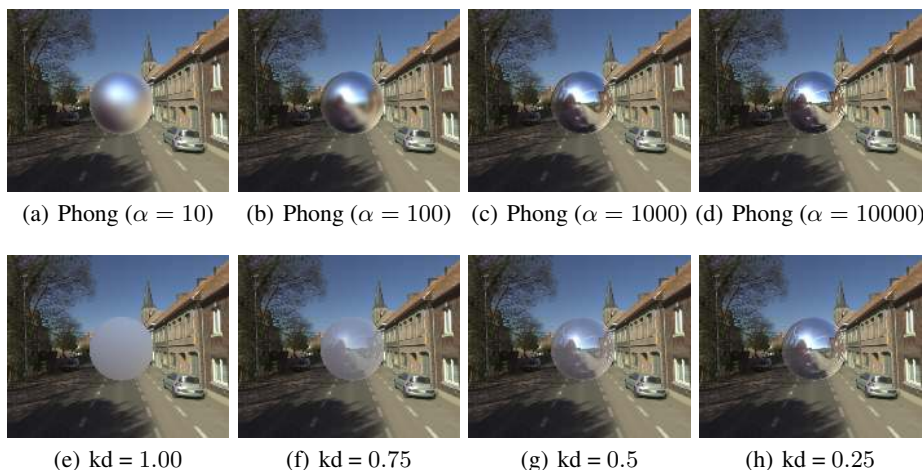 (a) Phong (α = 10) (b) Phong (α = 100) (c) Phong (α = 1000) (d) Phong (α = 10000)
(e) kd = 1.00 (f) kd = 0.75 (g) kd = 0.5 (h) kd = 0.25